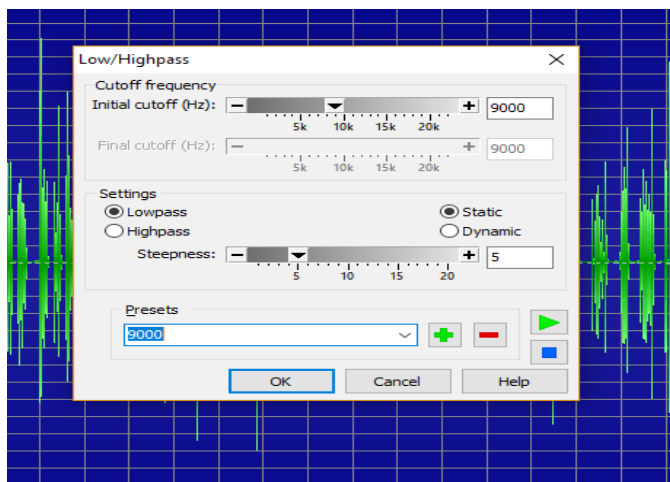 Low/Highpass
Cutoff frequency
Initial cutoff (Hz): 9000
5k 10k 15k 20k
Final cutoff (Hz): 9000
5k 10k 15k 20k
Settings
Lowpass Static
Highpass Dynamic
Steepness: 5
5 10 15 20
Presets
9000
OK Cancel Help